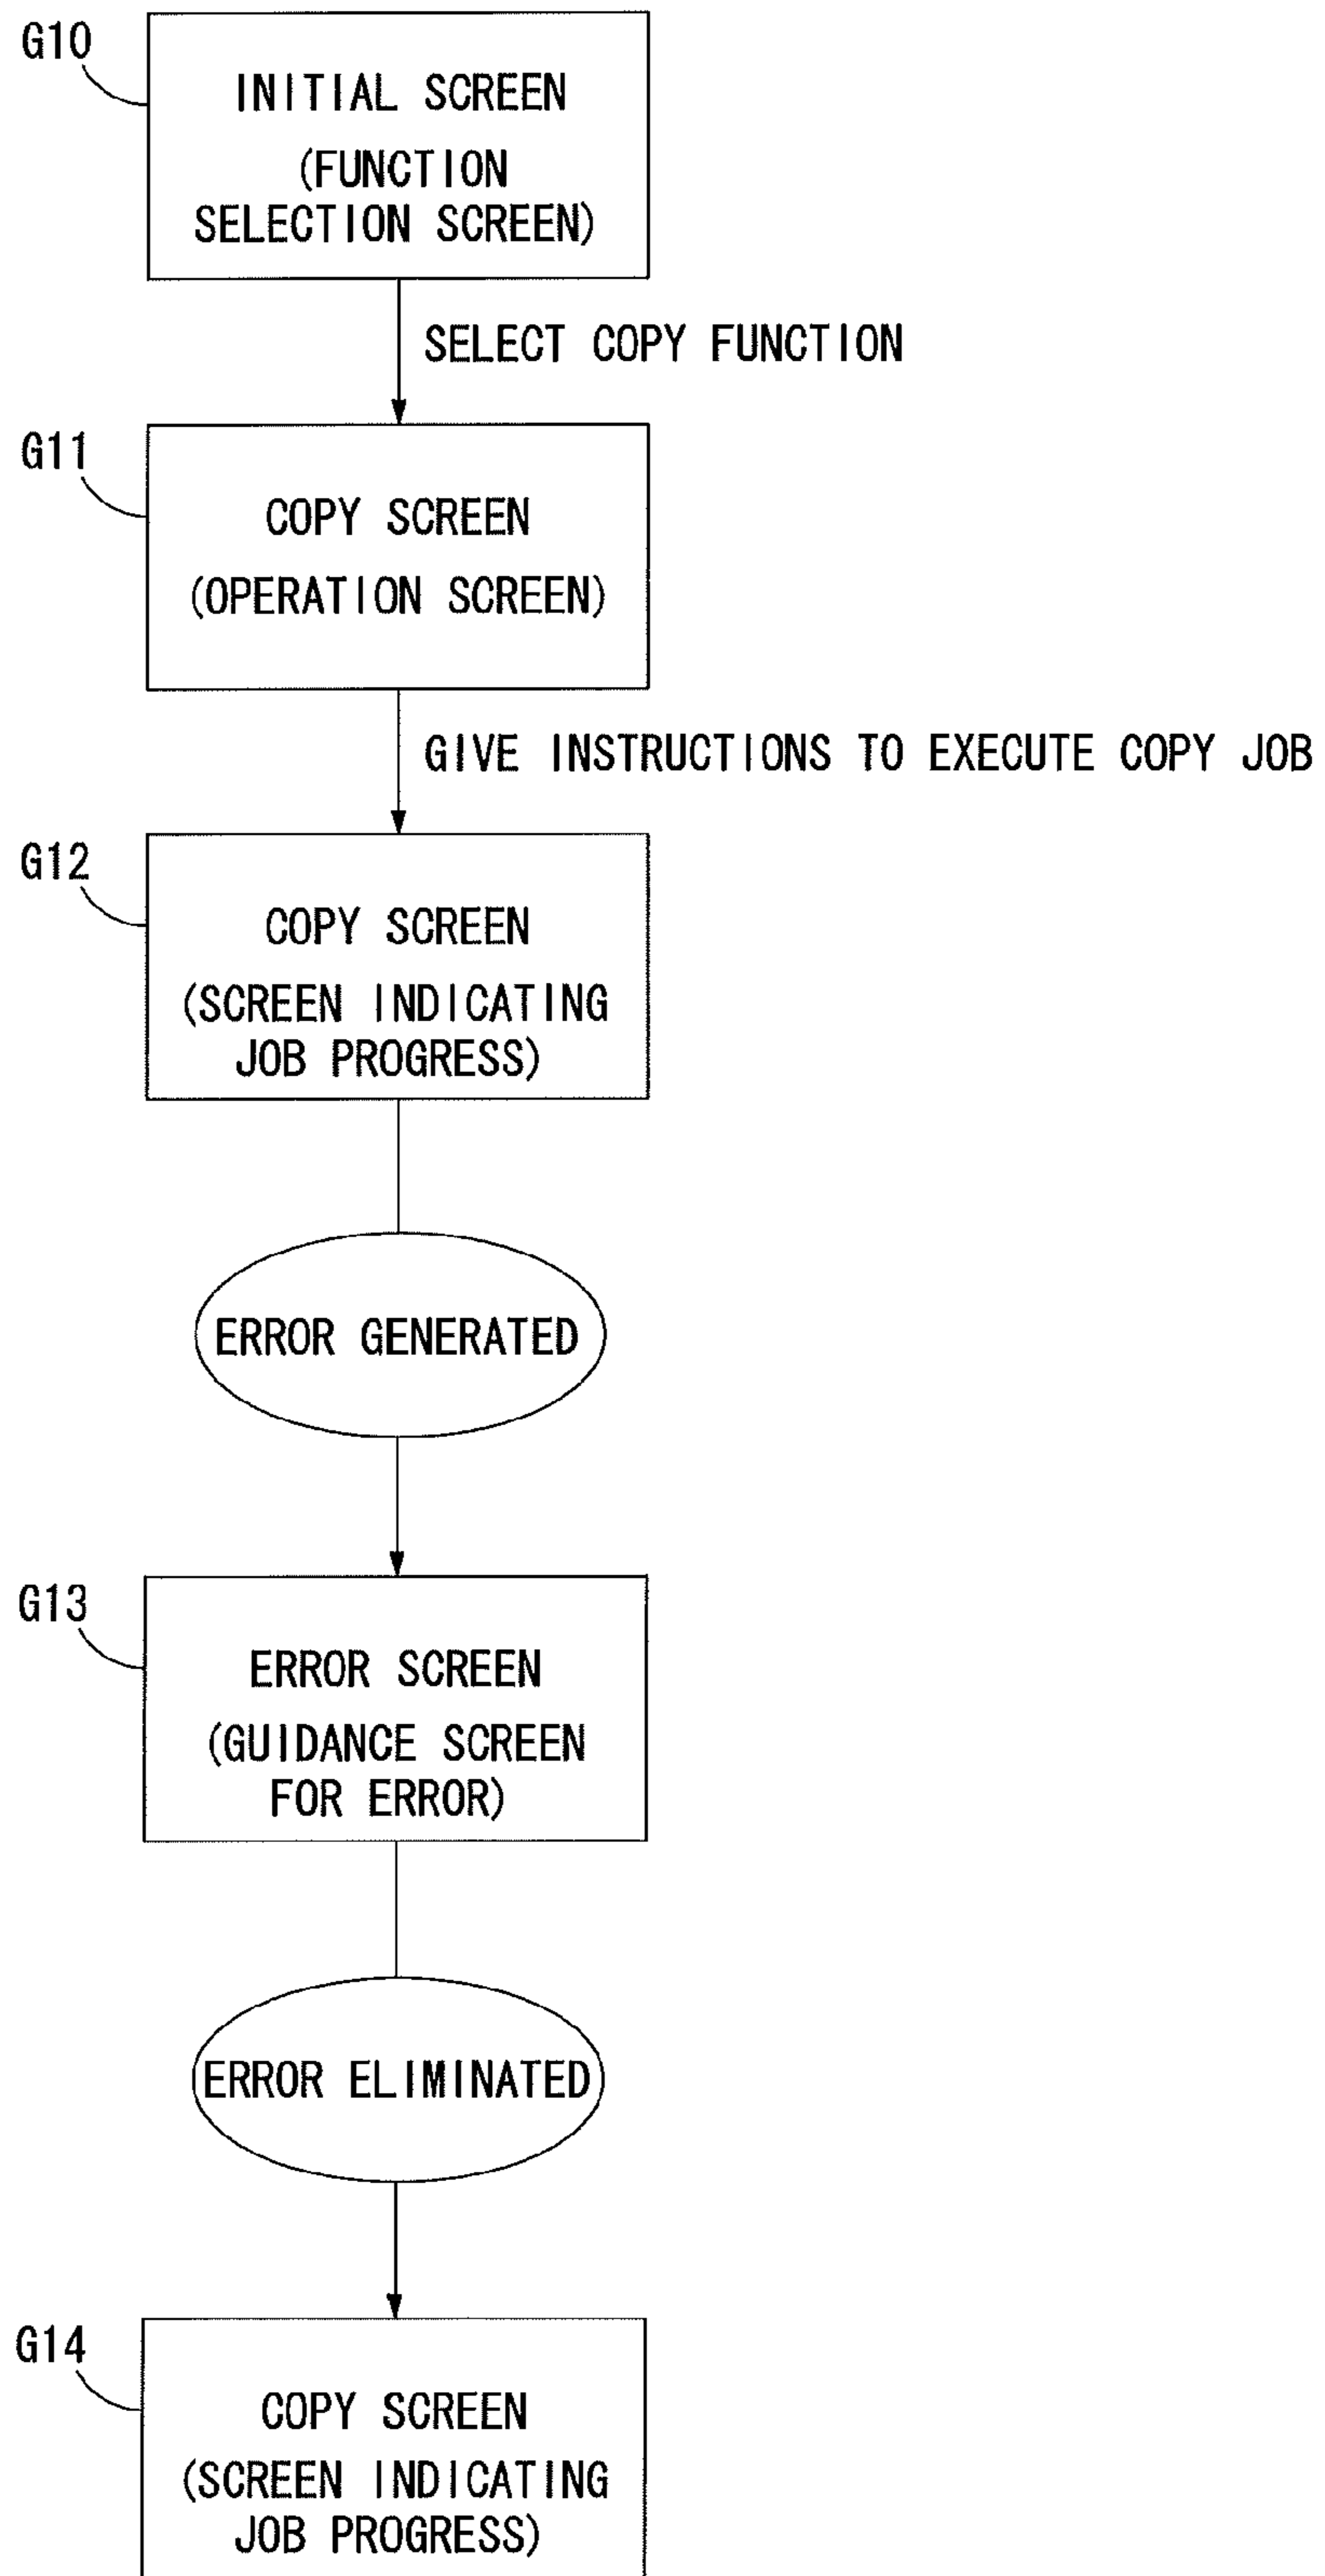 G10
INITIAL SCREEN
(FUNCTION
SELECTION SCREEN)
SELECT COPY FUNCTION
G11
COPY SCREEN
(OPERATION SCREEN)
GIVE INSTRUCTIONS TO EXECUTE COPY JOB
G12
COPY SCREEN
(SCREEN INDICATING
JOB PROGRESS)
ERROR GENERATED
G13
ERROR SCREEN
(GUIDANCE SCREEN
FOR ERROR)
ERROR ELIMINATED
G14
COPY SCREEN
(SCREEN INDICATING
JOB PROGRESS)